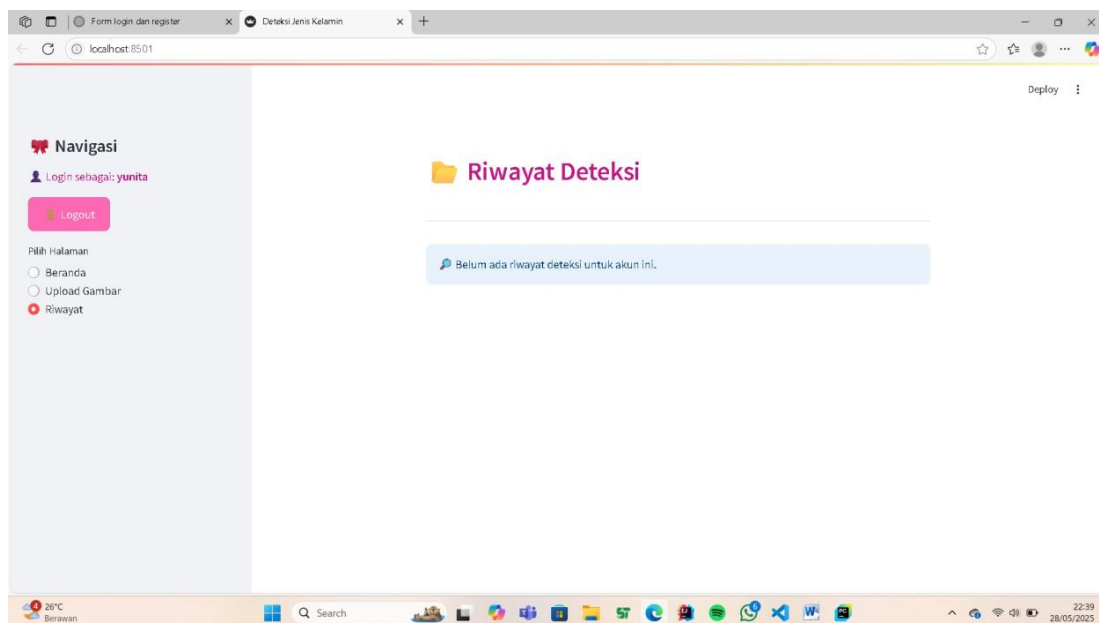 Form login dan register
Deteksi Jenis Kelamin
localhost:8501
Deploy
Navigasi
Login sebagai: yunita
Logout
Pilih Halaman
Beranda
Upload Gambar
Riwayat
Riwayat Deteksi
Belum ada riwayat deteksi untuk akun ini.
4
26°C
Berawan
Search
22:39
28/05/2025